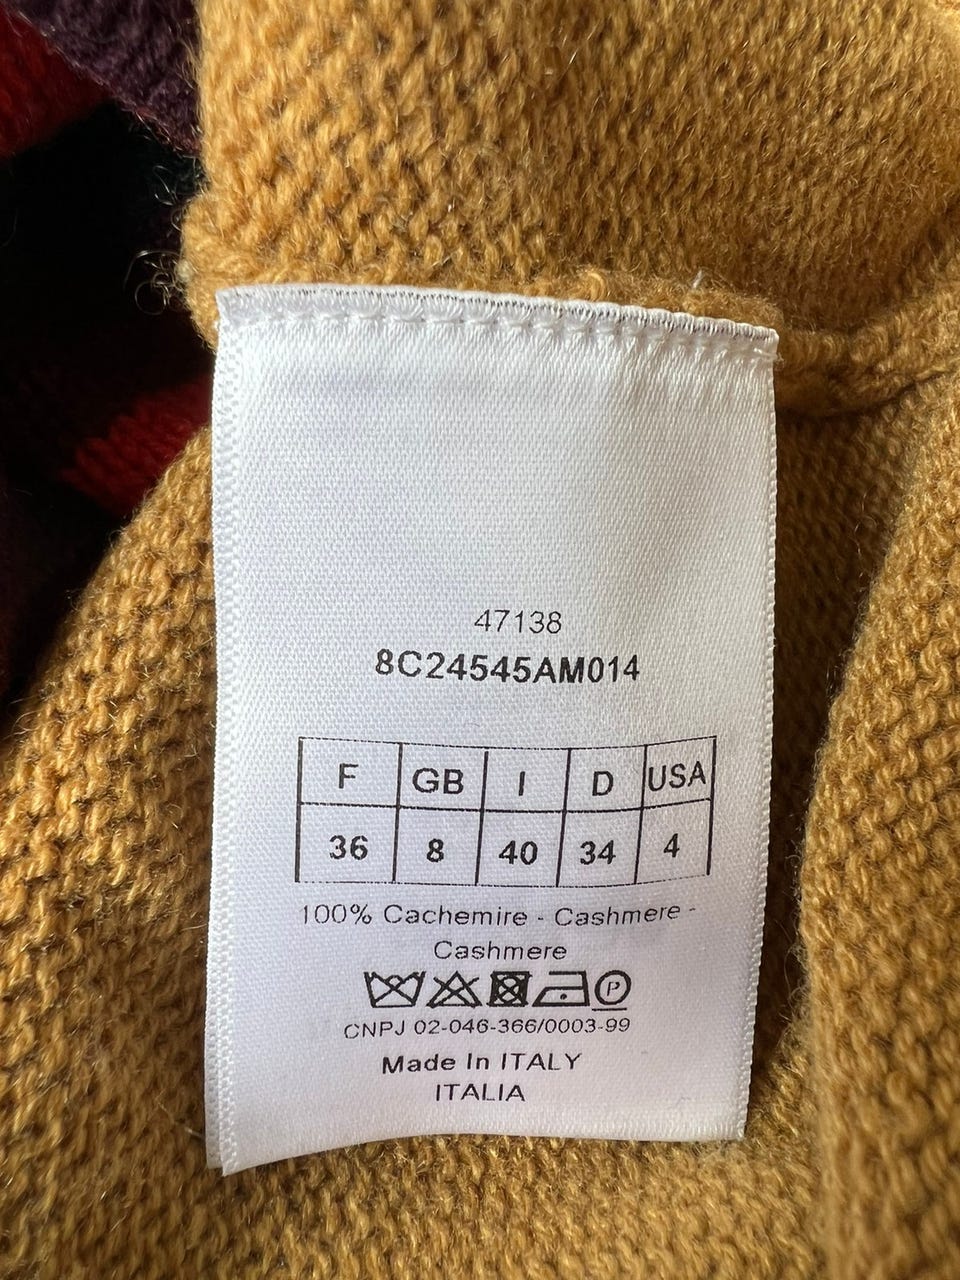 47138
8C24545AM014
F GB I D USA
36 8 40 34 4
100% Cachemire - Cashmere -
Cashmere
P
CNPJ 02-046-366/0003-99
Made In ITALY
ITALIA